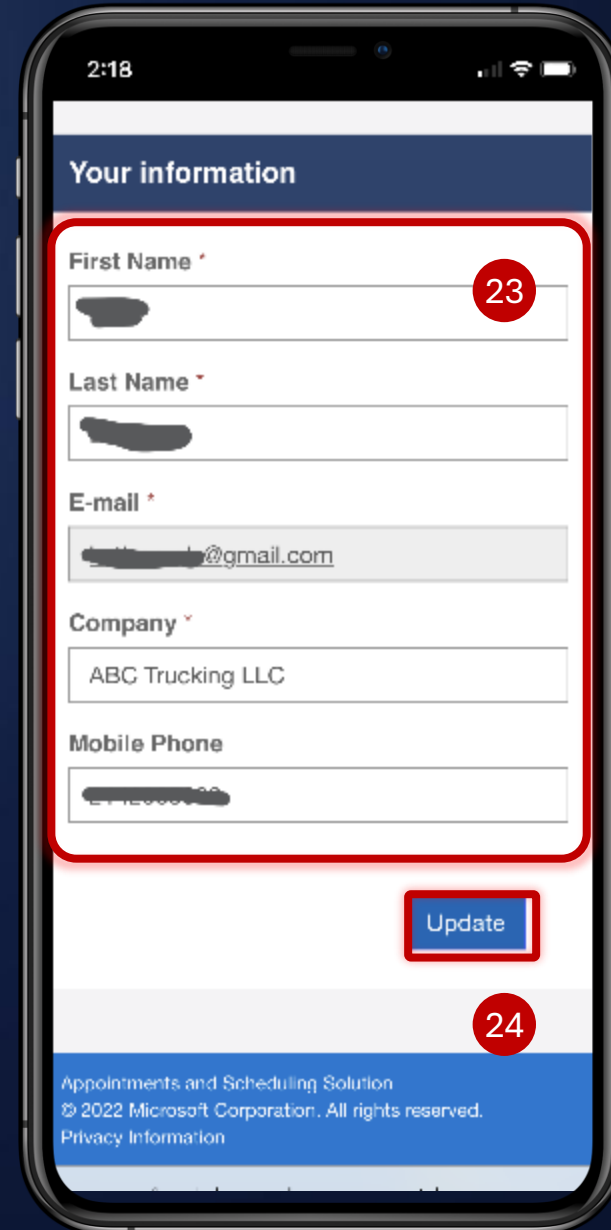 2:18
Your information
First Name *
23
Last Name *
E-mail *
@gmail.com
Company *
ABC Trucking LLC
Mobile Phone
Update
24
Appointments and Scheduling Solution
© 2022 Microsoft Corporation. All rights reserved.
Privacy Information